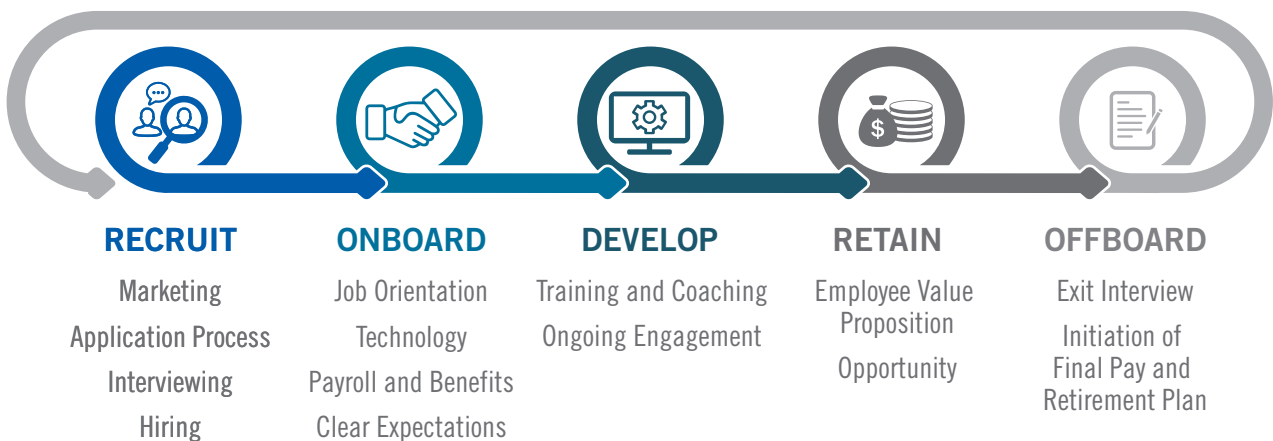 $
RECRUIT
Marketing
Application Process
Interviewing
Hiring
ONBOARD
Job Orientation
Technology
Payroll and Benefits
Clear Expectations
DEVELOP
Training and Coaching
Ongoing Engagement
RETAIN
Employee Value
Proposition
Opportunity
OFFBOARD
Exit Interview
Initiation of
Final Pay and
Retirement Plan